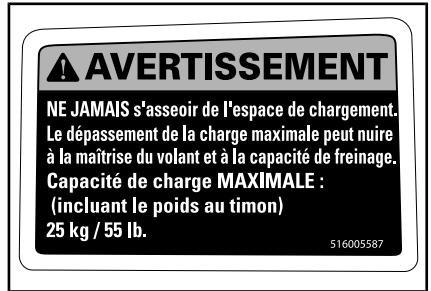 AVERTISSEMENT
NE JAMAIS s'asseoir de l'espace de chargement.
Le dépassement de la charge maximale peut nuire
à la maîtrise du volant et à la capacité de freinage.
Capacité de charge MAXIMALE :
(incluant le poids au timon)
25 kg / 55 lb.
516005587